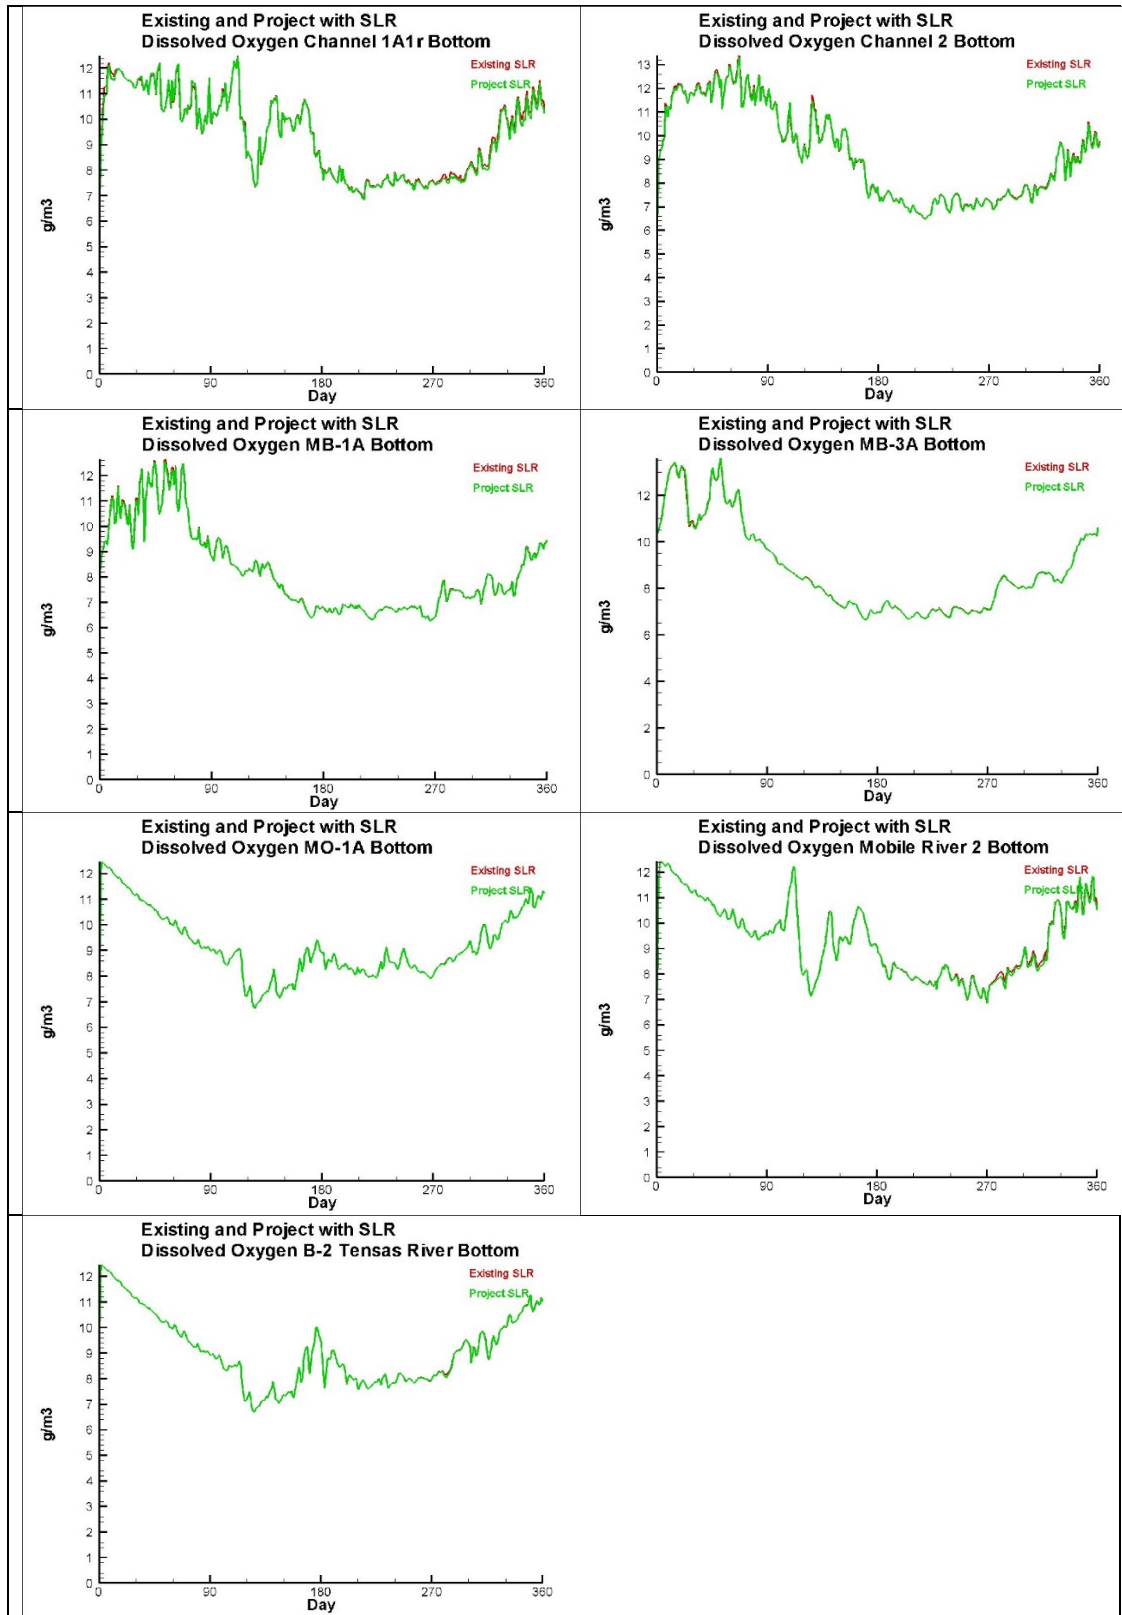 Existing and Project with SLR
Dissolved Oxygen Channel 1A1r Bottom
Existing SLR
Project SLR
12
11
10
9
8
7
6
5
4
3
2
1
0
g/m3
0 90 180 270 360
Day
Existing and Project with SLR
Dissolved Oxygen Channel 2 Bottom
Existing SLR
Project SLR
13
12
11
10
9
8
7
6
5
4
3
2
1
0
g/m3
0 90 180 270 360
Day
Existing and Project with SLR
Dissolved Oxygen MB-1A Bottom
Existing SLR
Project SLR
12
11
10
9
8
7
6
5
4
3
2
1
0
g/m3
0 90 180 270 360
Day
Existing and Project with SLR
Dissolved Oxygen MB-3A Bottom
Existing SLR
Project SLR
12
10
8
6
4
2
0
g/m3
0 90 180 270 360
Day
Existing and Project with SLR
Dissolved Oxygen MO-1A Bottom
Existing SLR
Project SLR
12
11
10
9
8
7
6
5
4
3
2
1
0
g/m3
0 90 180 270 360
Day
Existing and Project with SLR
Dissolved Oxygen Mobile River 2 Bottom
Existing SLR
Project SLR
12
11
10
9
8
7
6
5
4
3
2
1
0
g/m3
0 90 180 270 360
Day
Existing and Project with SLR
Dissolved Oxygen B-2 Tensas River Bottom
Existing SLR
Project SLR
12
11
10
9
8
7
6
5
4
3
2
1
0
g/m3
0 90 180 270 360
Day